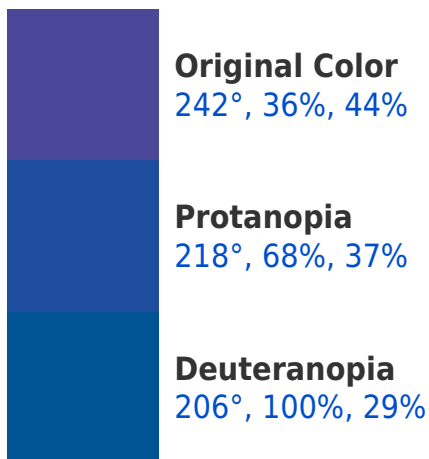 Original Color
242°, 36%, 44%
Protanopia
218°, 68%, 37%
Deuteranopia
206°, 100%, 29%